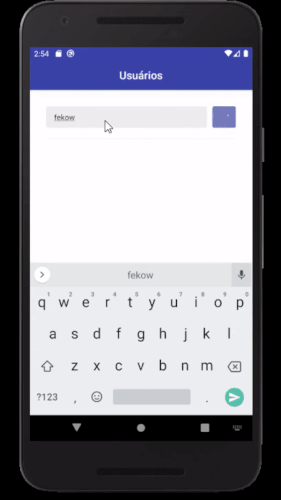 2:54
Usuários
fekow
fekow
1 2 3 4 5 6 7 8 9 0
q w e r t y u i o p
a s d f g h j k l
z x c v b n m
?123 , .